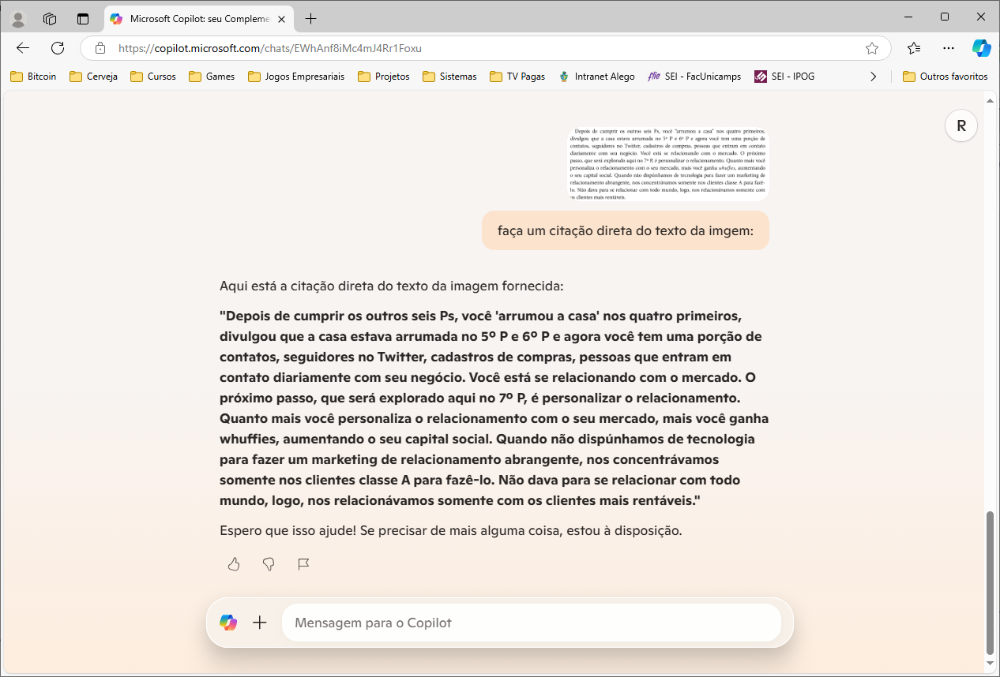 Microsoft Copilot: seu Compleme
https://copilot.microsoft.com/chats/EWhAnf8iMc4mJ4Rr1Foxu
Bitcoin Cerveja Cursos Games Jogos Empresariais Projetos Sistemas TV Pagas Intranet Alego SEI - FacUnicamps SEI - IPOG Outros favoritos
R
Depois de cumprir os outros seis Ps, você "arrumou a casa" nos quatro primeiros,
divulgou que a casa estava arrumada no 5º P e 6º P e agora você tem uma porção de
contatos, seguidores no Twitter, cadastros de compras, pessoas que entram em contato
diariamente com seu negócio. Você está se relacionando com o mercado. O próximo
passo, que será explorado aqui no 7º P, é personalizar o relacionamento. Quanto mais você
personaliza o relacionamento com o seu mercado, mais você ganha whuffies, aumentando
o seu capital social. Quando não dispúnhamos de tecnologia para fazer um marketing de
relacionamento abrangente, nos concentrávamos somente nos clientes classe A para fazê-
lo. Não dava para se relacionar com todo mundo, logo, nos relacionávamos somente com
os clientes mais rentáveis.
faça um citação direta do texto da imgem:
Aqui está a citação direta do texto da imagem fornecida:
"Depois de cumprir os outros seis Ps, você 'arrumou a casa' nos quatro primeiros,
divulgou que a casa estava arrumada no 5º P e 6º P e agora você tem uma porção de
contatos, seguidores no Twitter, cadastros de compras, pessoas que entram em
contato diariamente com seu negócio. Você está se relacionando com o mercado. O
próximo passo, que será explorado aqui no 7º P, é personalizar o relacionamento.
Quanto mais você personaliza o relacionamento com o seu mercado, mais você ganha
whuffies, aumentando o seu capital social. Quando não dispúnhamos de tecnologia
para fazer um marketing de relacionamento abrangente, nos concentrávamos
somente nos clientes classe A para fazê-lo. Não dava para se relacionar com todo
mundo, logo, nos relacionávamos somente com os clientes mais rentáveis."
Espero que isso ajude! Se precisar de mais alguma coisa, estou à disposição.
Mensagem para o Copilot